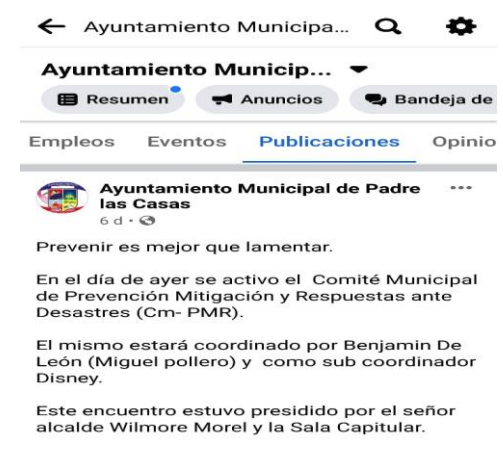 Ayuntamiento Municipa...
Ayuntamiento Municip...
Resumen Anuncios Bandeja de
Empleos Eventos Publicaciones Opinio
Ayuntamiento Municipal de Padre
las Casas
6 d
Prevenir es mejor que lamentar.
En el día de ayer se activo el Comité Municipal
de Prevención Mitigación y Respuestas ante
Desastres (Cm- PMR).
El mismo estará coordinado por Benjamin De
León (Miguel pollero) y como sub coordinador
Disney.
Este encuentro estuvo presidido por el señor
alcalde Wilmore Morel y la Sala Capitular.